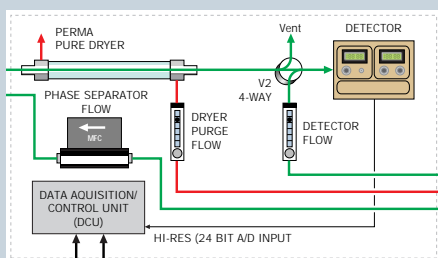 PERMA
PURE DRYER
Vent
DETECTOR
V2
4-WAY
PHASE SEPARATOR
FLOW
MFC
DRYER
PURGE
FLOW
DETECTOR
FLOW
DATA AQUISITION/
CONTROL UNIT
(DCU)
HI-RES (24 BIT A/D INPUT